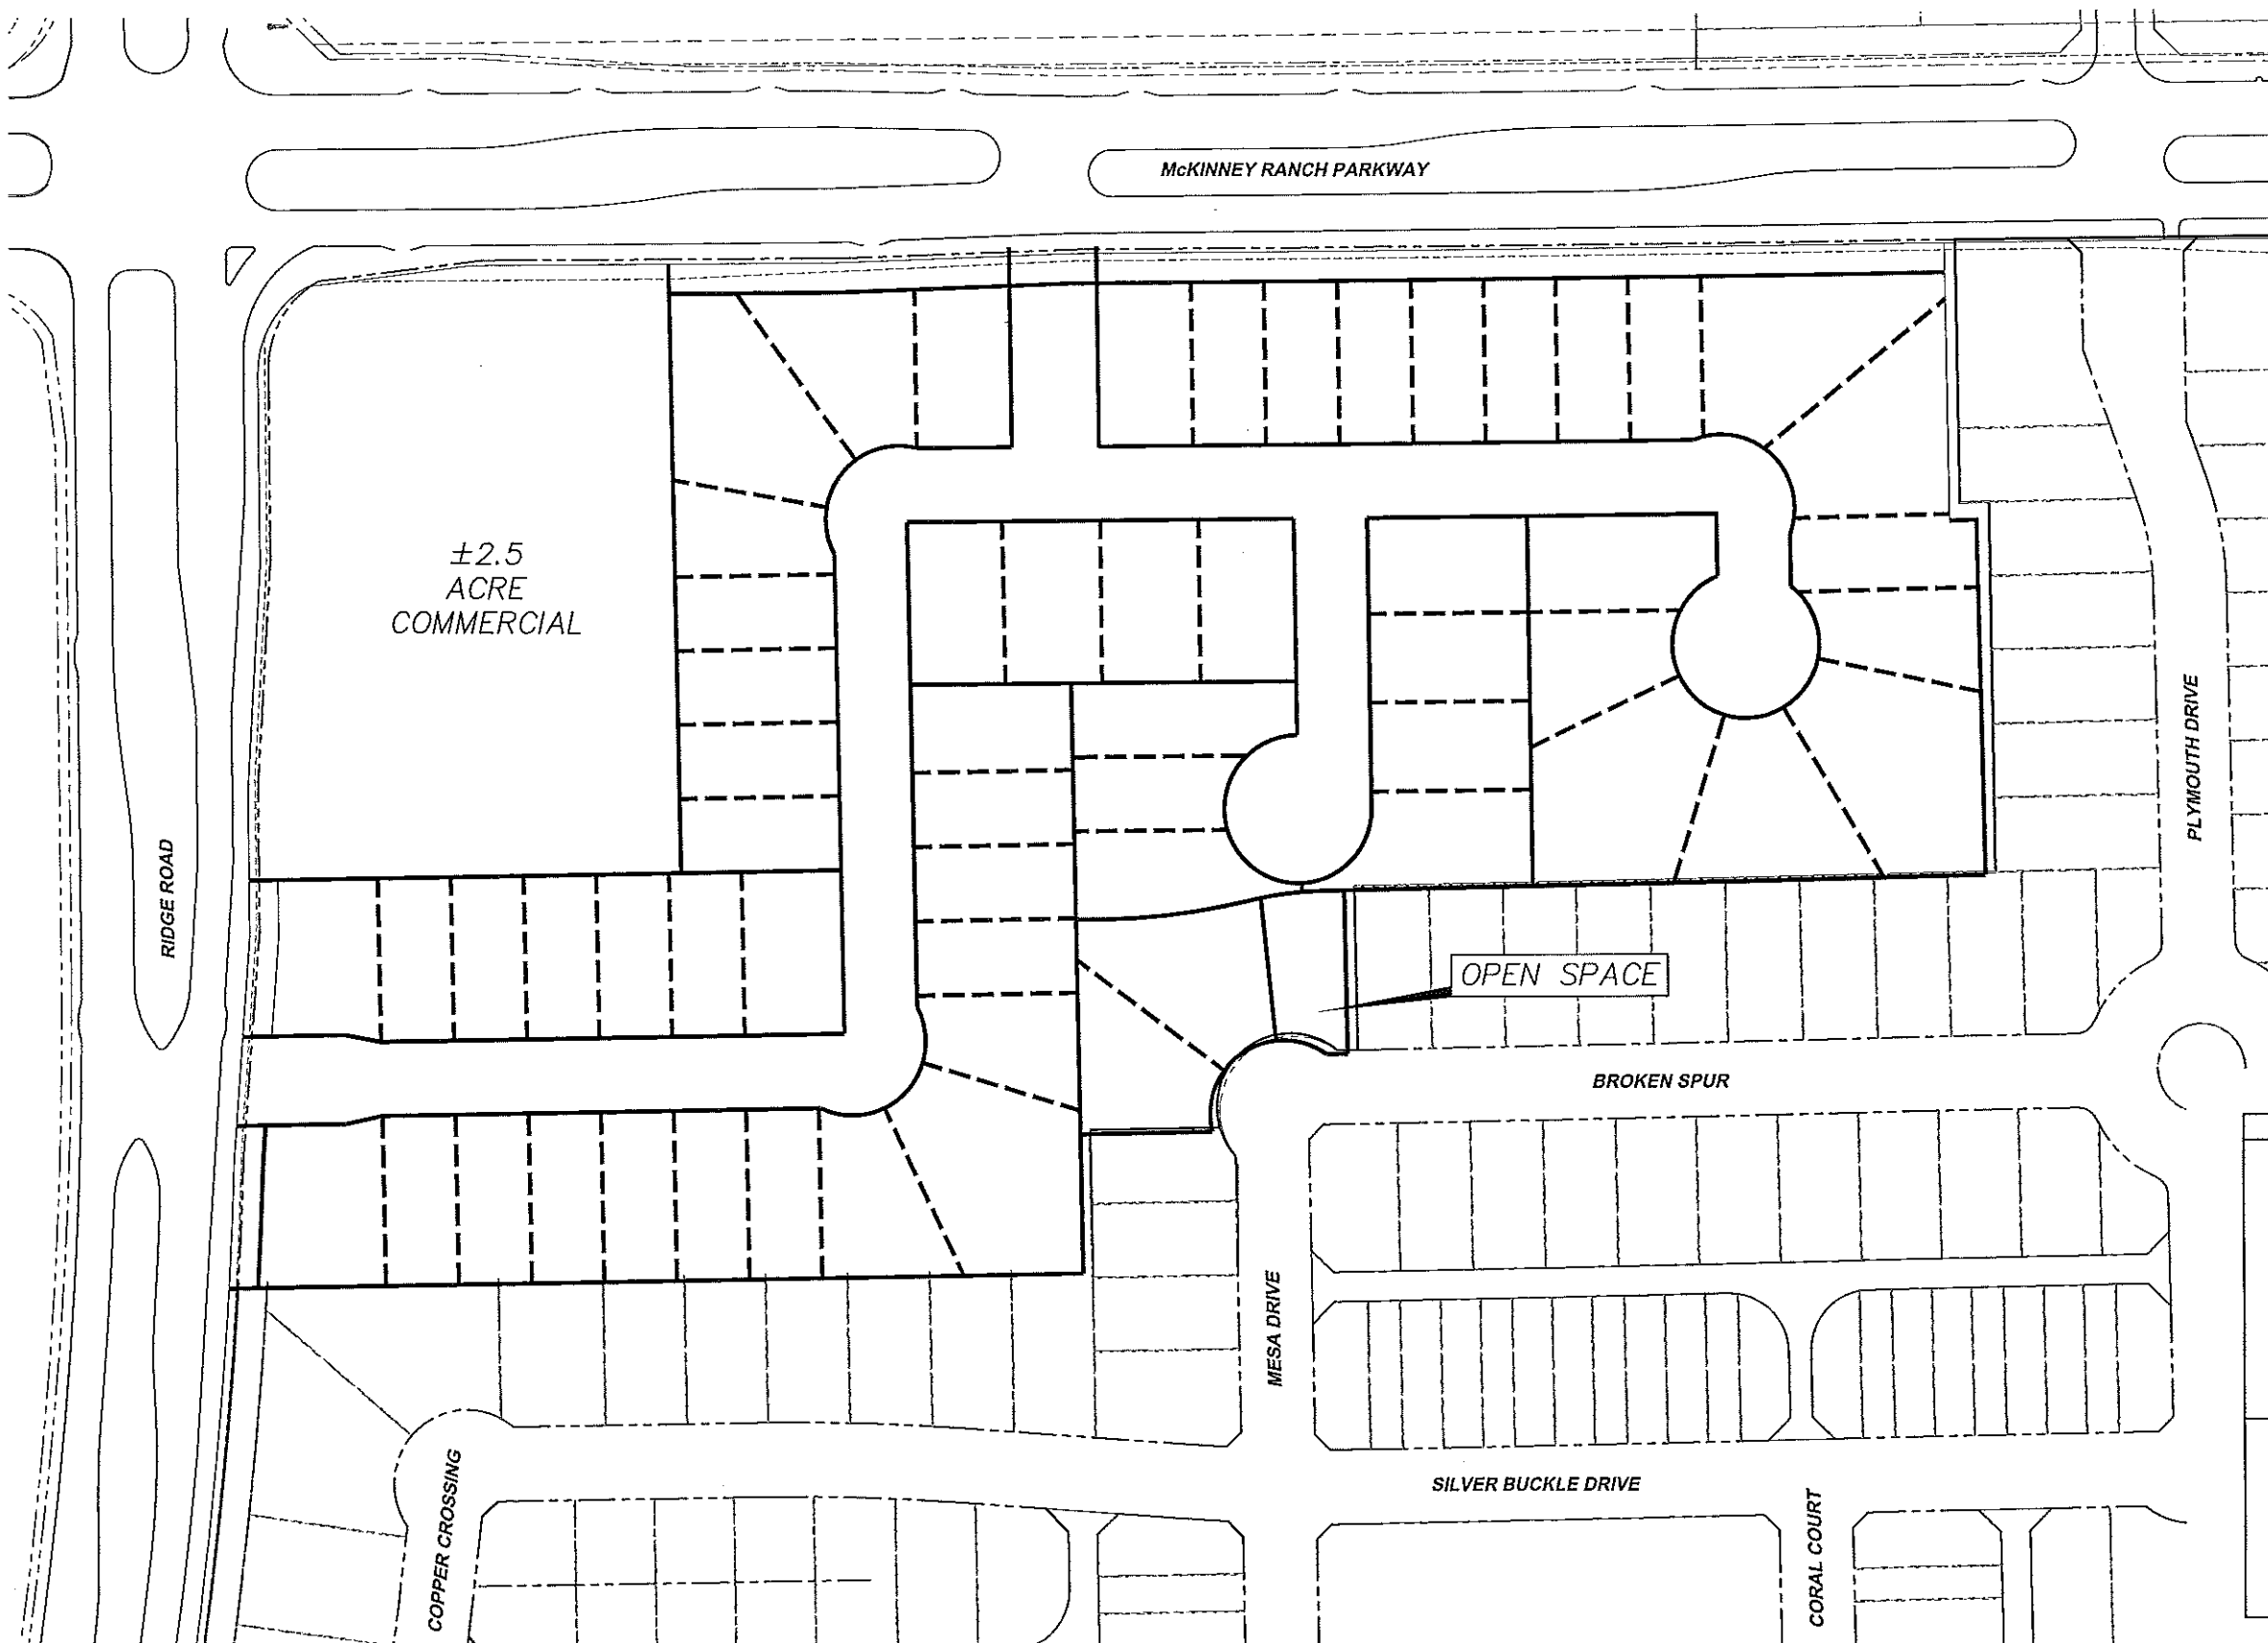 McKINNEY RANCH PARKWAY
±2.5
ACRE
COMMERCIAL
PLYMOUTH DRIVE
RIDGE ROAD
OPEN SPACE
BROKEN SPUR
MESA DRIVE
SILVER BUCKLE DRIVE
COPPER CROSSING
CORAL COURT